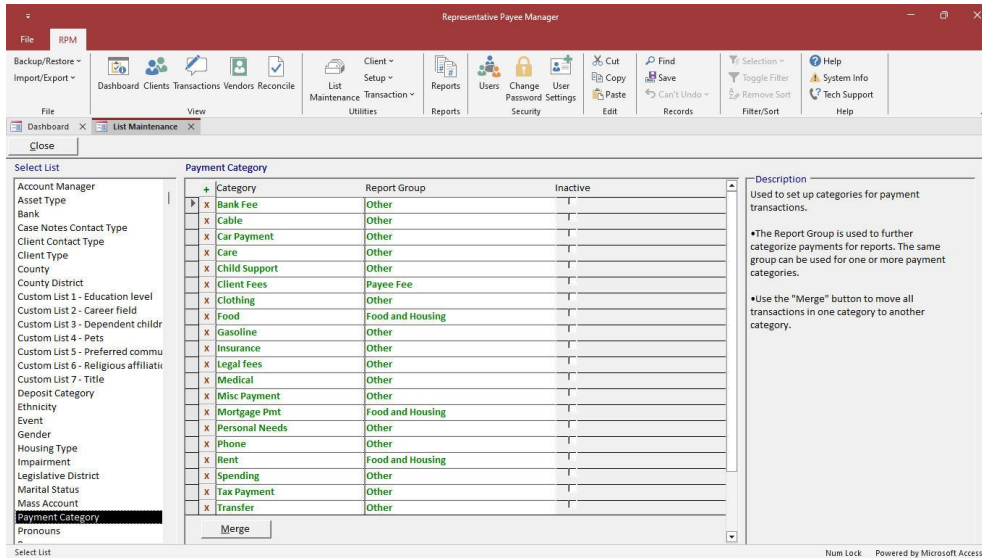 Representative Payee Manager
File RPM
Backup/Restore
Import/Export
File
Dashboard Clients Transactions Vendors Reconcile
View
List Maintenance
Client
Setup
Transaction
Utilities
Reports
Reports
Users
Change Password
User Settings
Security
Cut
Copy
Paste
Edit
Find
Save
Can't Undo
Records
Selection
Toggle Filter
Remove Sort
Filter/Sort
Help
System Info
Tech Support
Help
Dashboard X List Maintenance X
Close
Select List
Account Manager
Asset Type
Bank
Case Notes Contact Type
Client Contact Type
Client Type
County
County District
Custom List 1 - Education level
Custom List 2 - Career field
Custom List 3 - Dependent childr
Custom List 4 - Pets
Custom List 5 - Preferred commu
Custom List 6 - Religious affiliatio
Custom List 7 - Title
Deposit Category
Ethnicity
Event
Gender
Housing Type
Impairment
Legislative District
Marital Status
Mass Account
Payment Category
Pronouns
Payment Category
+ Category Report Group Inactive
x Bank Fee Other
x Cable Other
x Car Payment Other
x Care Other
x Child Support Other
x Client Fees Payee Fee
x Clothing Other
x Food Food and Housing
x Gasoline Other
x Insurance Other
x Legal fees Other
x Medical Other
x Misc Payment Other
x Mortgage Pmt Food and Housing
x Personal Needs Other
x Phone Other
x Rent Food and Housing
x Spending Other
x Tax Payment Other
x Transfer Other
Merge
Description
Used to set up categories for payment
transactions.
•The Report Group is used to further
categorize payments for reports. The same
group can be used for one or more payment
categories.
•Use the "Merge" button to move all
transactions in one category to another
category.
Select List
Num Lock Powered by Microsoft Access